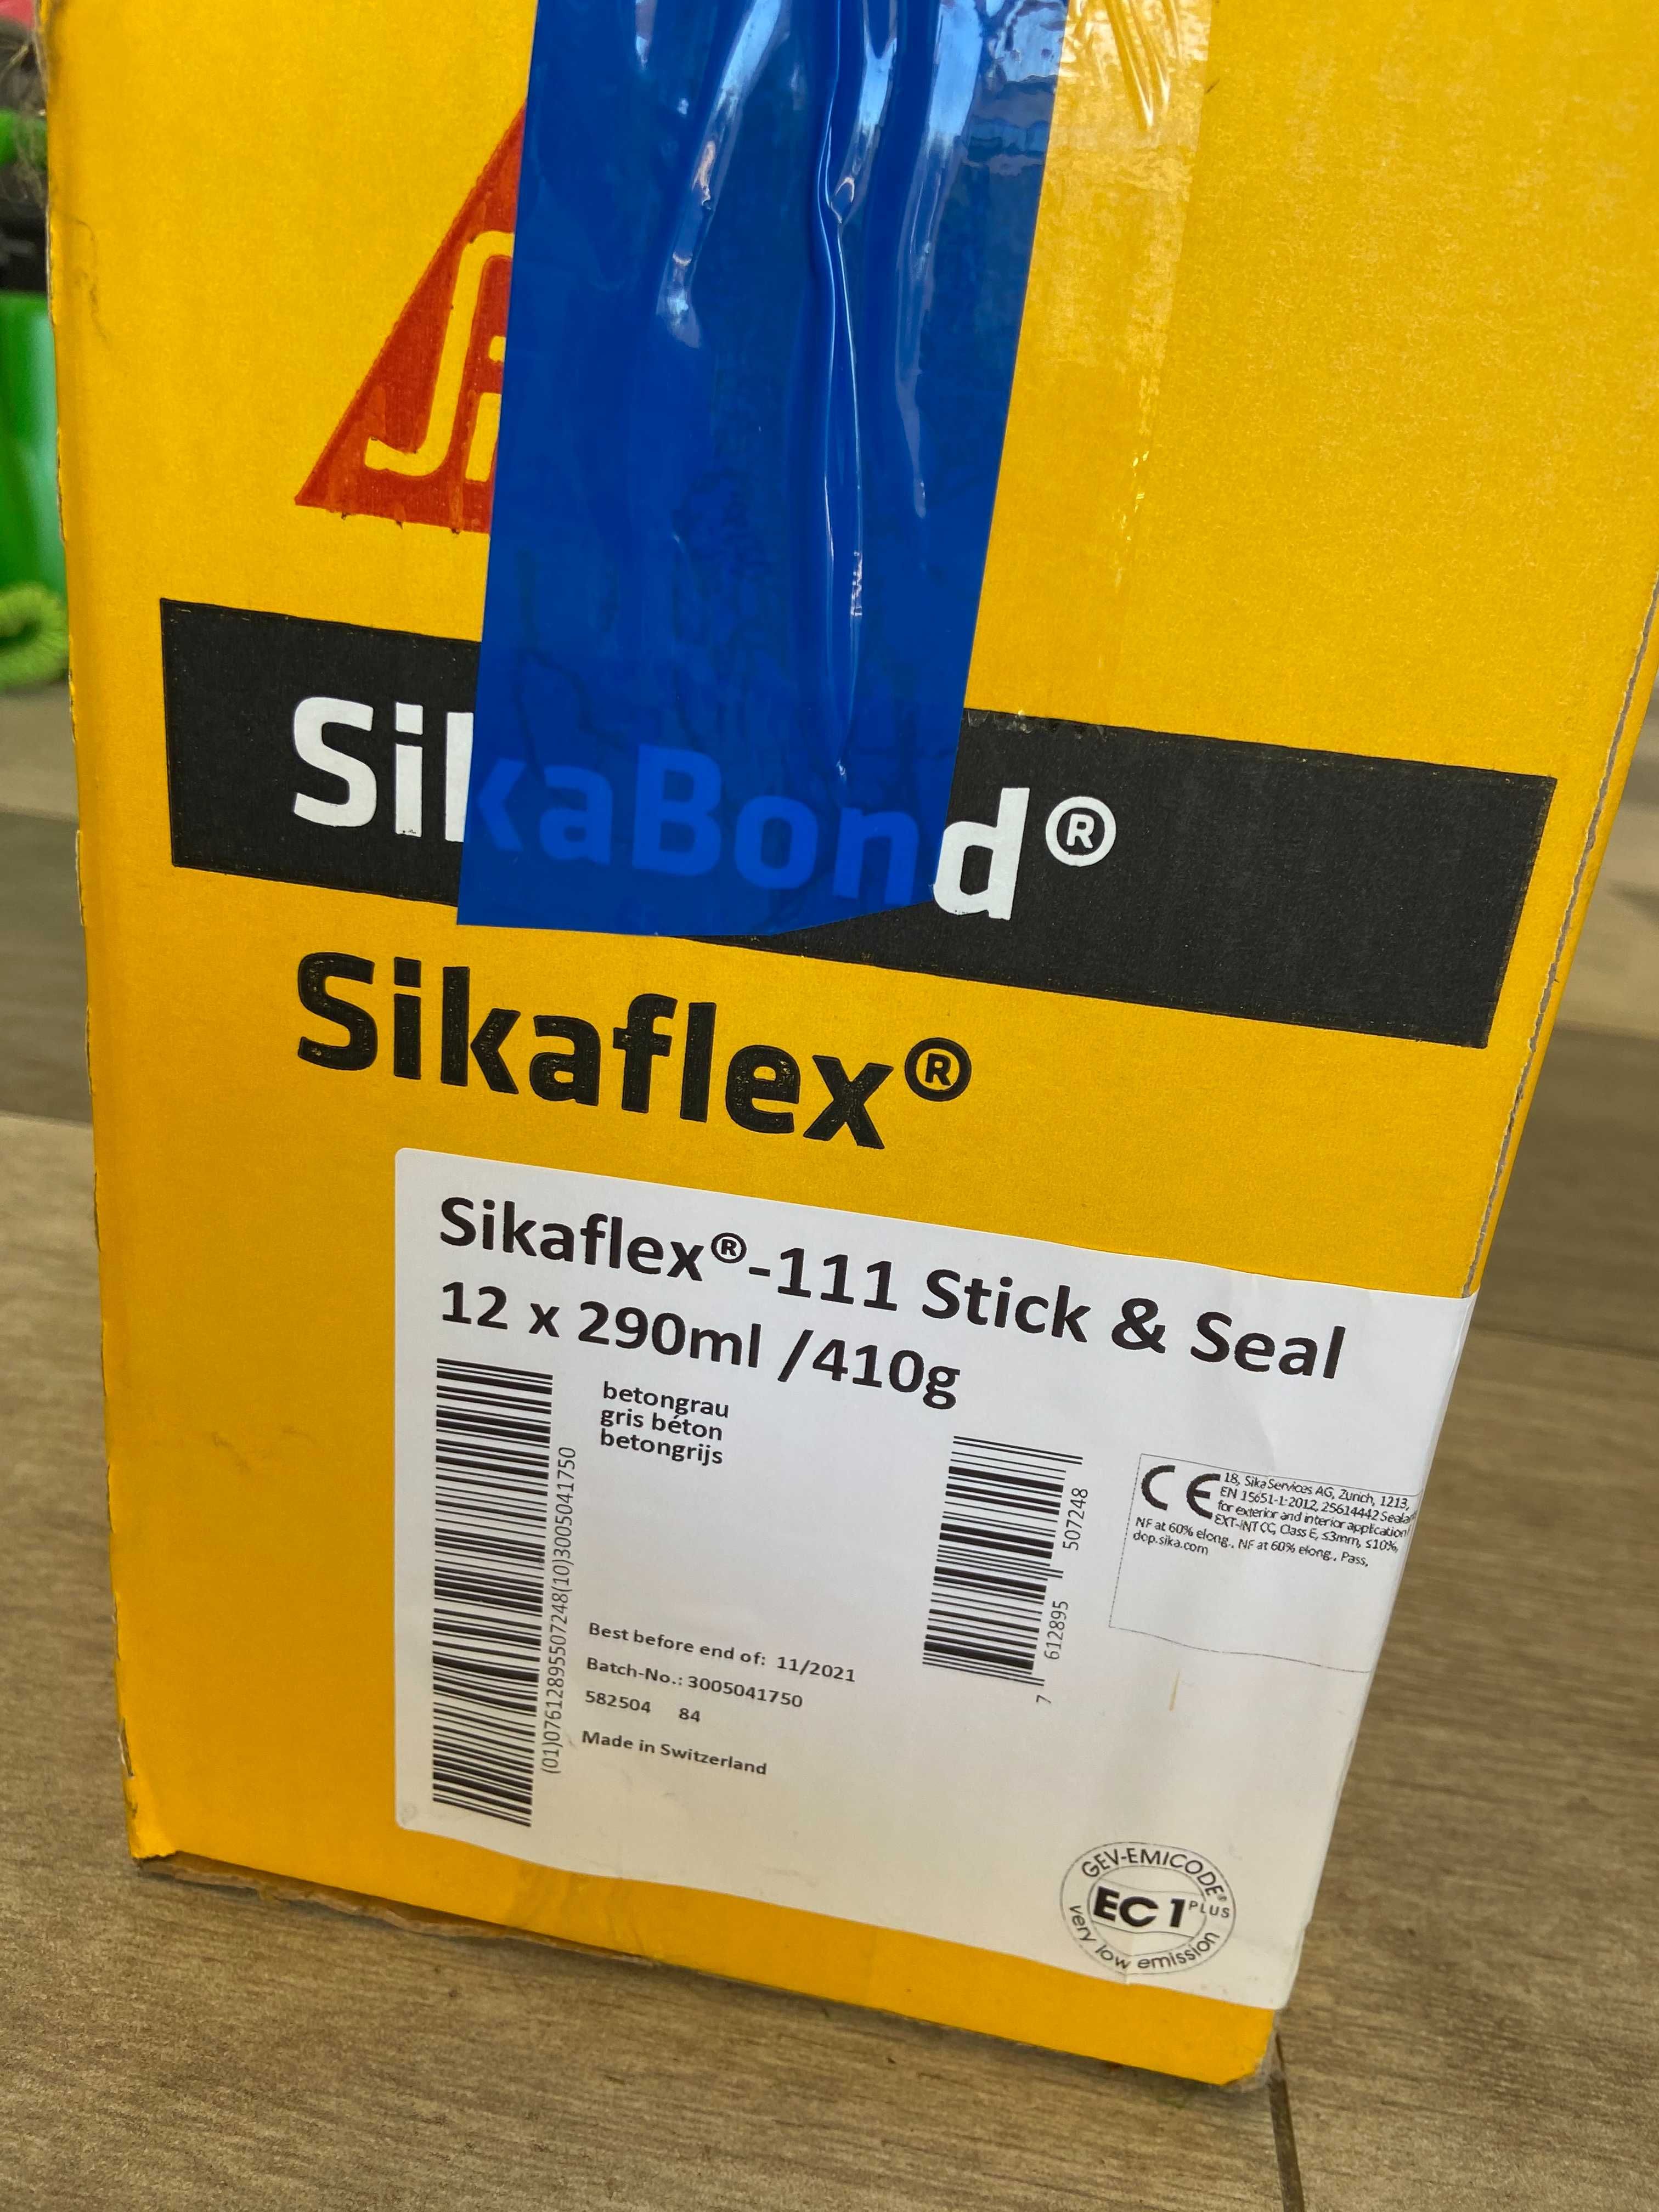 SikaBond®
Sikaflex®
Sikaflex®-111 Stick & Seal
12 x 290ml /410g
betongrau
gris béton
betongrijs
(01)07612895507248(10)3005041750
7 612895 507248
CE
18, Sika Services AG, Zurich, 1213,
EN 15651-1:2012, 25614442
for exterior and interior application
EXT-INT CC, Class E, ≤3mm, ≤10%,
NF at 60% elong., NF at 60% elong., Pass,
dop.sika.com
Best before end of: 11/2021
Batch-No.: 3005041750
582504 84
Made in Switzerland
GEV-EMICODE®
EC 1 PLUS
very low emission